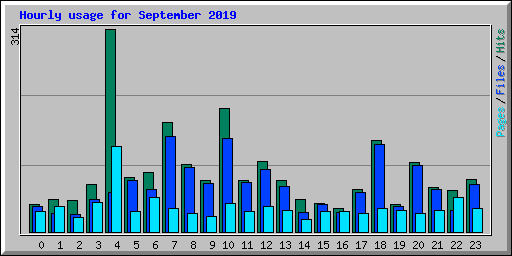 Hourly usage for September 2019
314
Pages/Files/Hits
0 1 2 3 4 5 6 7 8 9 10 11 12 13 14 15 16 17 18 19 20 21 22 23